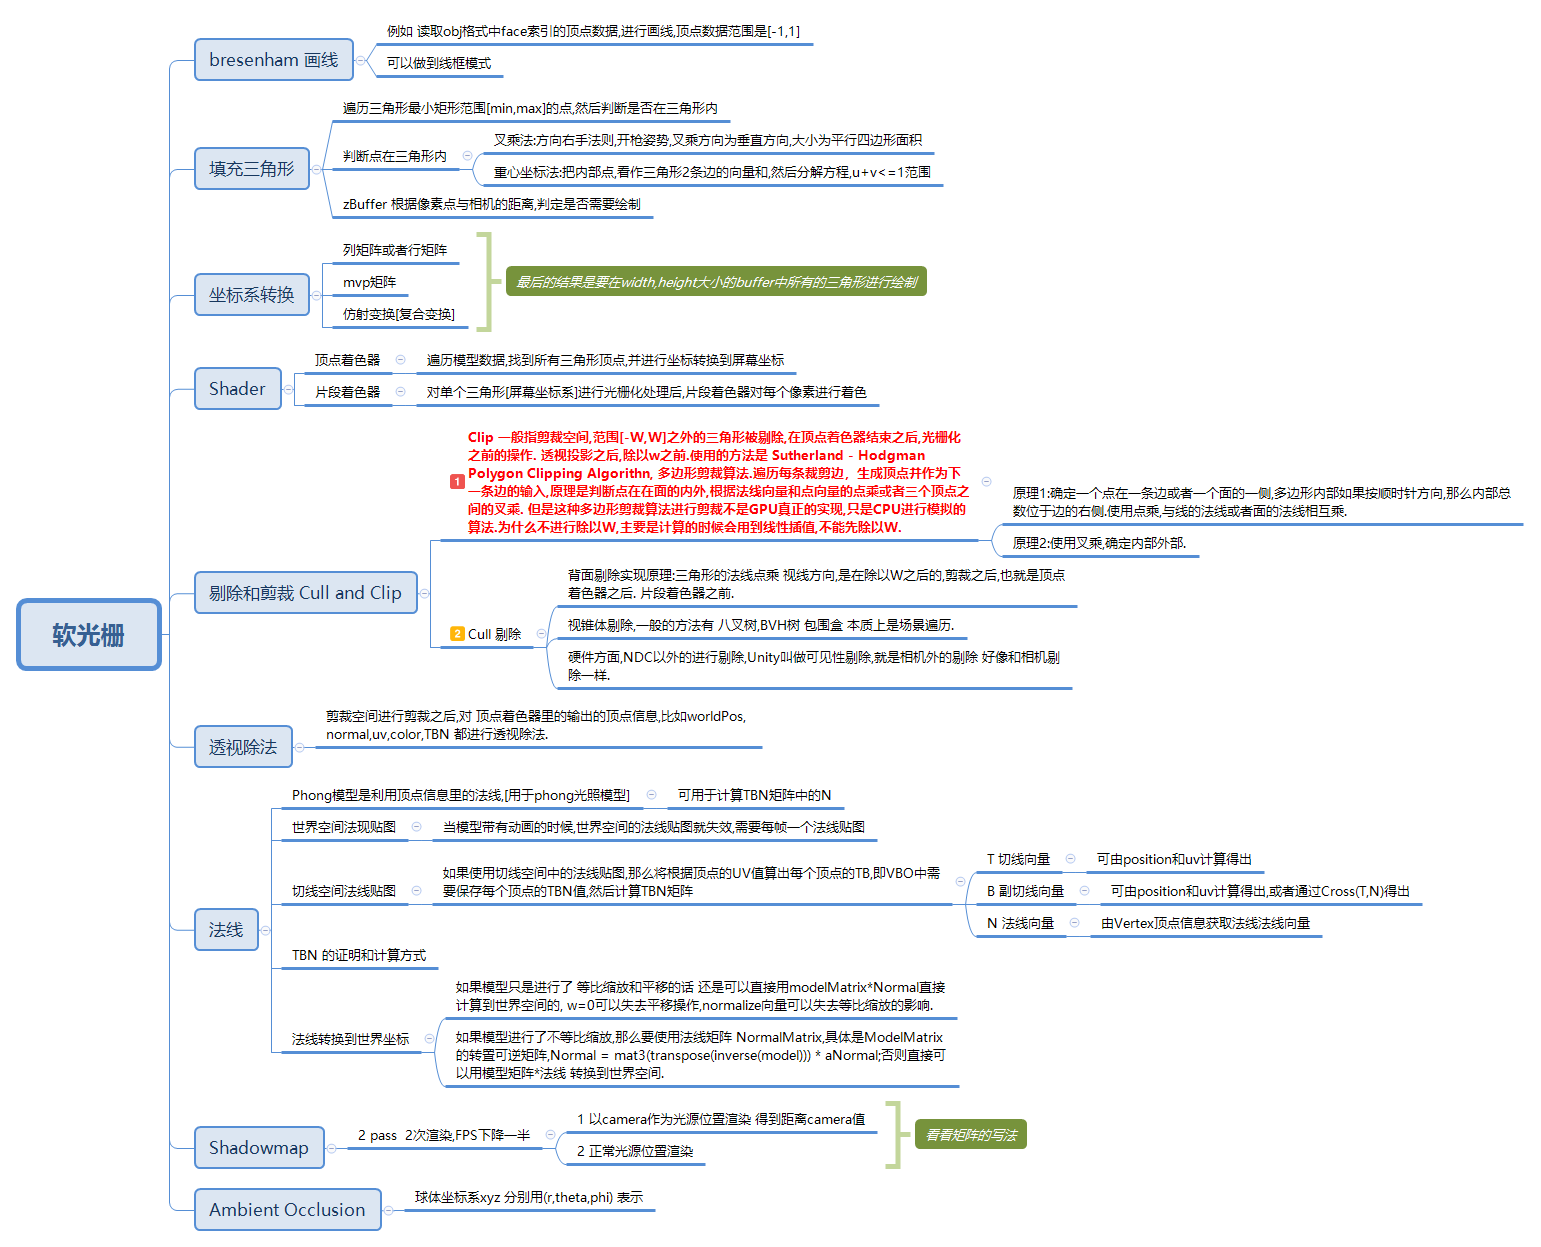 软光栅
bresenham 画线
例如 读取obj格式中face索引的顶点数据,进行画线,顶点数据范围是[-1,1]
可以做到线框模式
填充三角形
遍历三角形最小矩形范围[min,max]的点,然后判断是否在三角形内
判断点在三角形内
叉乘法:方向右手法则,开枪姿势,叉乘方向为垂直方向,大小为平行四边形面积
重心坐标法:把内部点,看作三角形2条边的向量和,然后分解方程,u+v<=1范围
zBuffer 根据像素点与相机的距离,判定是否需要绘制
坐标系转换
列矩阵或者行矩阵
mvp矩阵
仿射变换[复合变换]
最后的结果是要在width,height大小的buffer中所有的三角形进行绘制
Shader
顶点着色器
遍历模型数据,找到所有三角形顶点,并进行坐标转换到屏幕坐标
片段着色器
对单个三角形[屏幕坐标系]进行光栅化处理后,片段着色器对每个像素进行着色
剔除和剪裁 Cull and Clip
1
Clip 一般指剪裁空间,范围[-W,W]之外的三角形被剔除,在顶点着色器结束之后,光栅化
之前的操作. 透视投影之后,除以w之前.使用的方法是 Sutherland - Hodgman
Polygon Clipping Algorithn, 多边形剪裁算法.遍历每条裁剪边，生成顶点并作为下
一条边的输入,原理是判断点在在面的内外,根据法线向量和点向量的点乘或者三个顶点之
间的叉乘. 但是这种多边形剪裁算法进行剪裁不是GPU真正的实现,只是CPU进行模拟的
算法.为什么不进行除以W,主要是计算的时候会用到线性插值,不能先除以W.
原理1:确定一个点在一条边或者一个面的一侧,多边形内部如果按顺时针方向,那么内部总
数位于边的右侧.使用点乘,与线的法线或者面的法线相互乘.
原理2:使用叉乘,确定内部外部.
2
Cull 剔除
背面剔除实现原理:三角形的法线点乘 视线方向,是在除以W之后的,剪裁之后,也就是顶点
着色器之后. 片段着色器之前.
视锥体剔除,一般的方法有 八叉树,BVH树 包围盒 本质上是场景遍历.
硬件方面,NDC以外的进行剔除,Unity叫做可见性剔除,就是相机外的剔除 好像和相机剔
除一样.
透视除法
剪裁空间进行剪裁之后,对 顶点着色器里的输出的顶点信息,比如worldPos,
normal,uv,color,TBN 都进行透视除法.
法线
Phong模型是利用顶点信息里的法线,[用于phong光照模型]
可用于计算TBN矩阵中的N
世界空间法现贴图
当模型带有动画的时候,世界空间的法线贴图就失效,需要每帧一个法线贴图
切线空间法线贴图
如果使用切线空间中的法线贴图,那么将根据顶点的UV值算出每个顶点的TB,即VBO中需
要保存每个顶点的TBN值,然后计算TBN矩阵
T 切线向量
可由position和uv计算得出
B 副切线向量
可由position和uv计算得出,或者通过Cross(T,N)得出
N 法线向量
由Vertex顶点信息获取法线法线向量
TBN 的证明和计算方式
法线转换到世界坐标
如果模型只是进行了 等比缩放和平移的话 还是可以直接用modelMatrix*Normal直接
计算到世界空间的, w=0可以失去平移操作,normalize向量可以失去等比缩放的影响.
如果模型进行了不等比缩放,那么要使用法线矩阵 NormalMatrix,具体是ModelMatrix
的转置可逆矩阵,Normal = mat3(transpose(inverse(model))) * aNormal;否则直接可
以用模型矩阵*法线 转换到世界空间.
Shadowmap
2 pass 2次渲染,FPS下降一半
1 以camera作为光源位置渲染 得到距离camera值
2 正常光源位置渲染
看看矩阵的写法
Ambient Occlusion
球体坐标系xyz 分别用(r,theta,phi) 表示